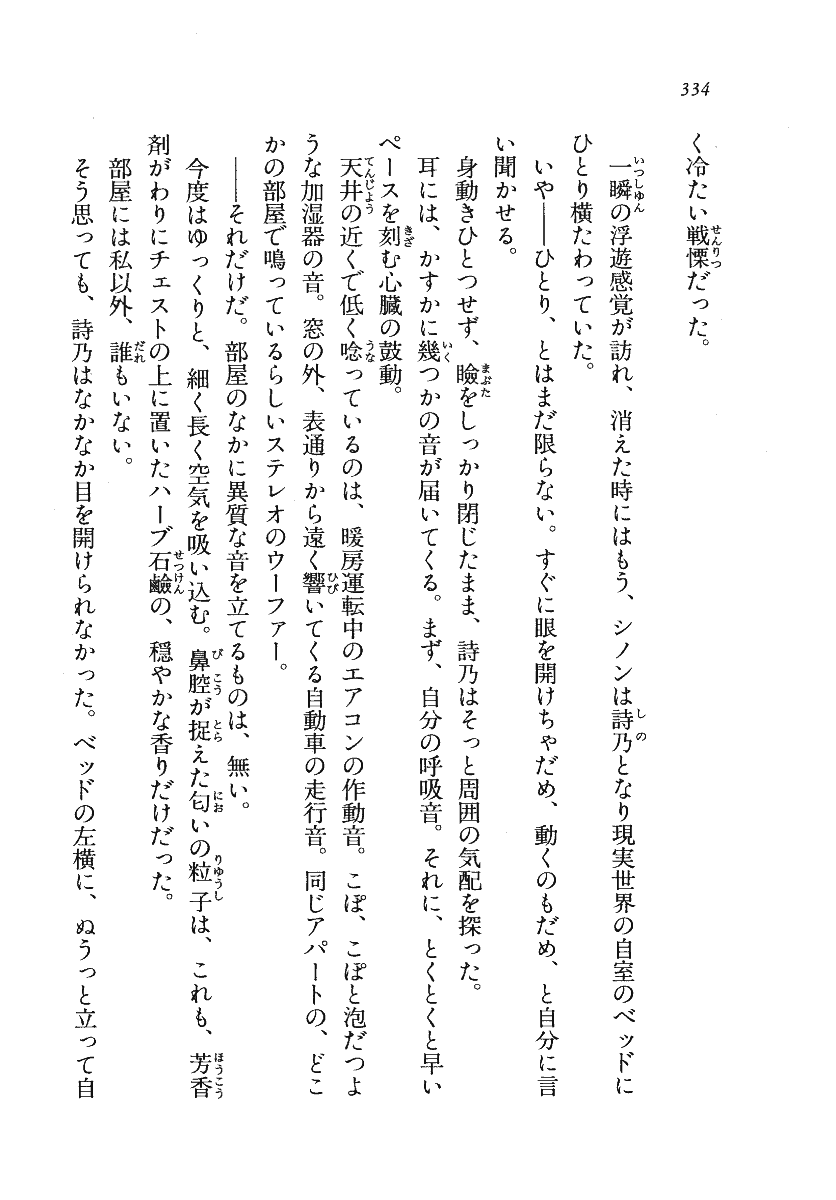 334
く冷たい戦慄だった。
一瞬の浮遊感覚が訪れ、消えた時にはもう、シノンは詩乃となり現実世界の自室のベッドに
ひとり横たわっていた。
いや――ひとり、とはまだ限らない。すぐに眼を開けちゃだめ、動くのもだめ、と自分に言
い聞かせる。
身動きひとつせず、瞼をしっかり閉じたまま、詩乃はそっと周囲の気配を探った。
耳には、かすかに幾つかの音が届いてくる。まず、自分の呼吸音。それに、とくとくと早い
ペースを刻む心臓の鼓動。
天井の近くで低く唸っているのは、暖房運転中のエアコンの作動音。こぽ、こぽと泡だつよ
うな加湿器の音。窓の外、表通りから遠く響いてくる自動車の走行音。同じアパートの、どこ
かの部屋で鳴っているらしいステレオのウーファー。
――それだけだ。部屋のなかに異質な音を立てるものは、無い。
今度はゆっくりと、細く長く空気を吸い込む。鼻腔が捉えた匂いの粒子は、これも、芳香
剤がわりにチェストの上に置いたハーブ石鹼の、穏やかな香りだけだった。
部屋には私以外、誰もいない。
そう思っても、詩乃はなかなか目を開けられなかった。ベッドの左横に、ぬうっと立って自